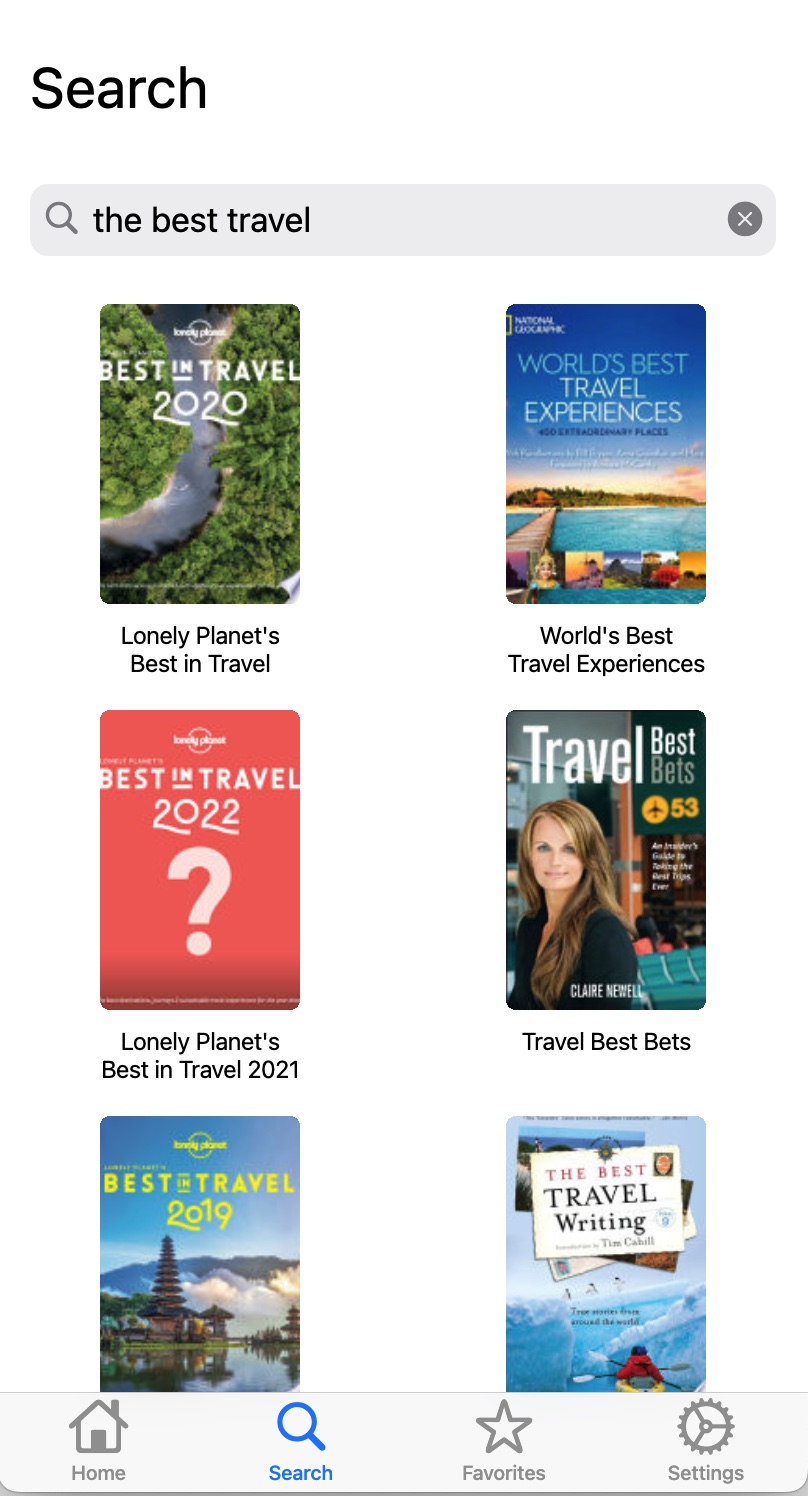 Search
the best travel
lonely planet
BEST IN TRAVEL
2020
Lonely Planet's
Best in Travel
NATIONAL
GEOGRAPHIC
WORLD'S BEST
TRAVEL
EXPERIENCES
400 EXTRAORDINARY PLACES
World's Best
Travel Experiences
lonely planet
LONELY PLANET'S
BEST IN TRAVEL
2022
?
Lonely Planet's
Best in Travel 2021
Travel Best
Bets
53
An Insider's
Guide to
Taking the
Best Trips
Ever
CLAIRE NEWELL
Travel Best Bets
lonely planet
LONELY PLANET'S
BEST IN TRAVEL
2019
THE BEST
TRAVEL
Writing
9
Introduction by Tim Cahill
True stories from
around the world
Home
Search
Favorites
Settings